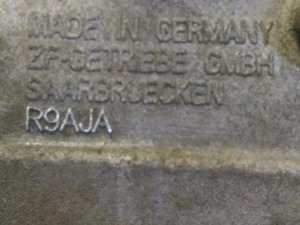 MADE IN GERMANY
ZF-GETRIEBE GMBH
SAARBRUECKEN
R9AJA